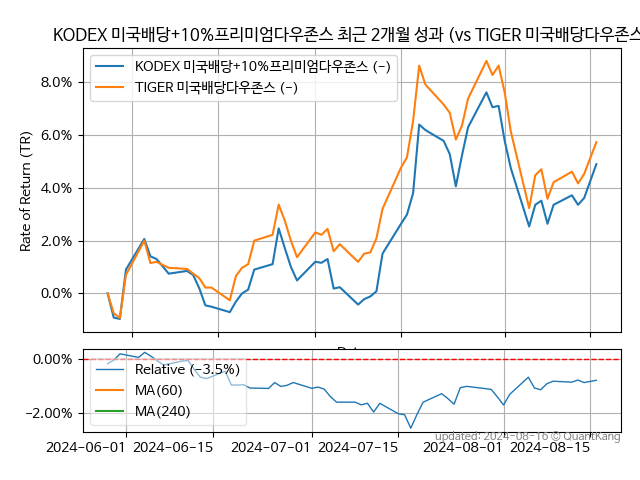 KODEX 미국배당+10%프리미엄다우존스 최근 2개월 성과 (vs TIGER 미국배당다우존스
KODEX 미국배당+10%프리미엄다우존스 (-)
TIGER 미국배당다우존스 (-)
Rate of Return (TR)
8.0%
6.0%
4.0%
2.0%
0.0%
0.00%
−2.00%
Relative (−3.5%)
MA(60)
MA(240)
2024-06-01
2024-06-15
2024-07-01
2024-07-15
2024-08-01
2024-08-15
updated: 2024-08-16 © QuantKang